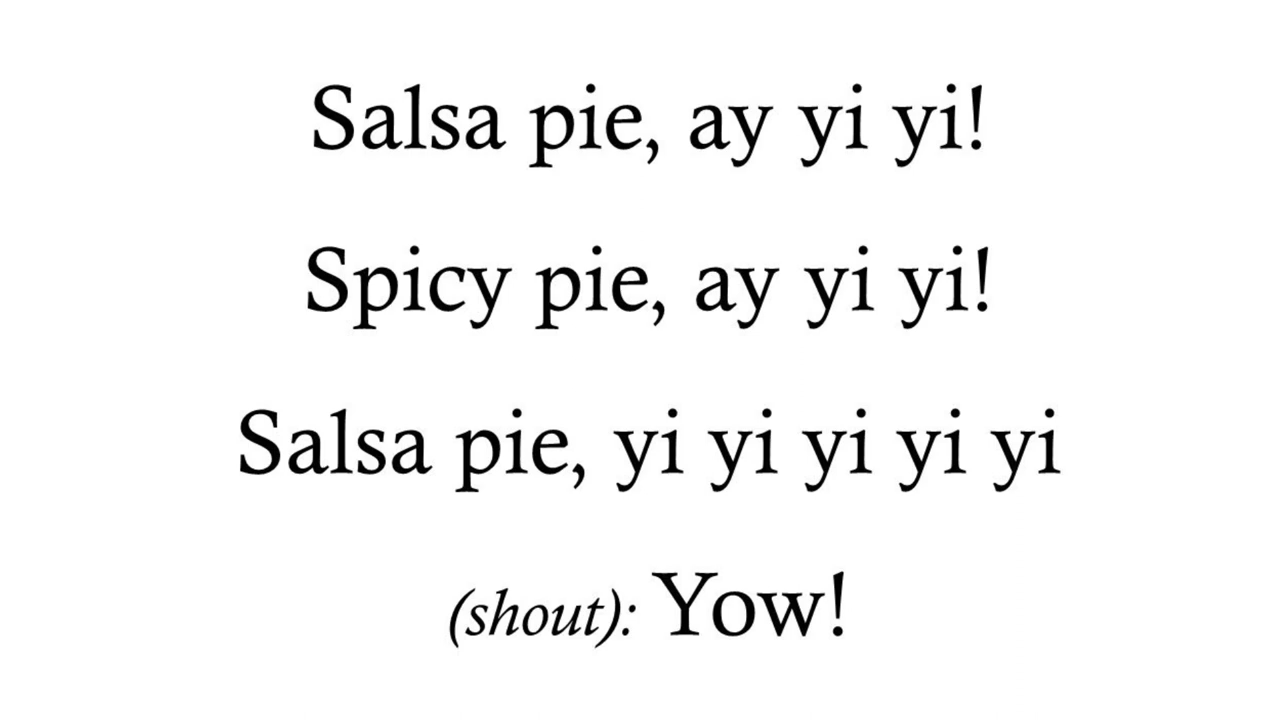 Salsa pie, ay yi yi!
Spicy pie, ay yi yi!
Salsa pie, yi yi yi yi yi
(shout): Yow!